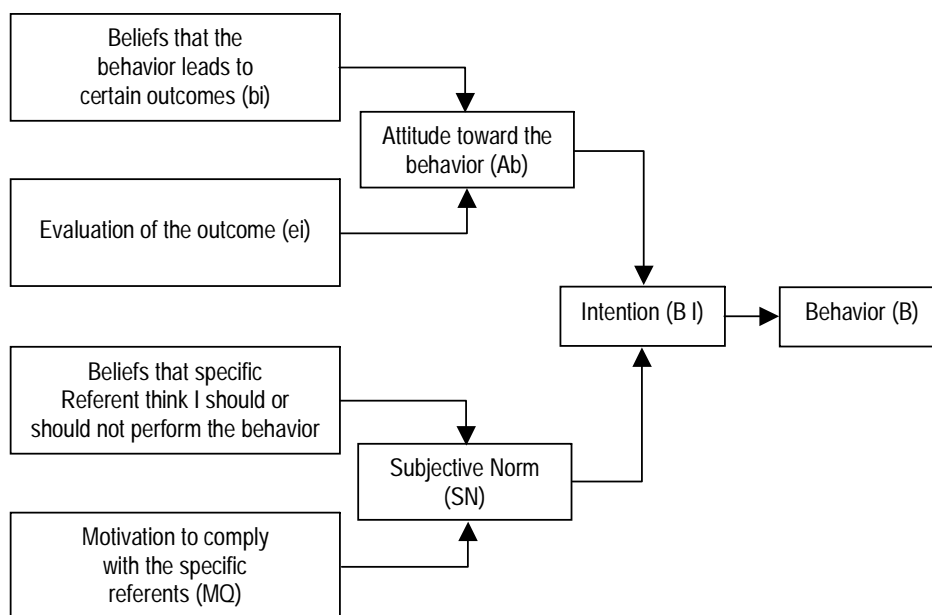 Beliefs that the
behavior leads to
certain outcomes (bi)
Attitude toward the
behavior (Ab)
Evaluation of the outcome (ei)
Intention (B I)
Behavior (B)
Beliefs that specific
Referent think I should or
should not perform the behavior
Subjective Norm
(SN)
Motivation to comply
with the specific
referents (MQ)